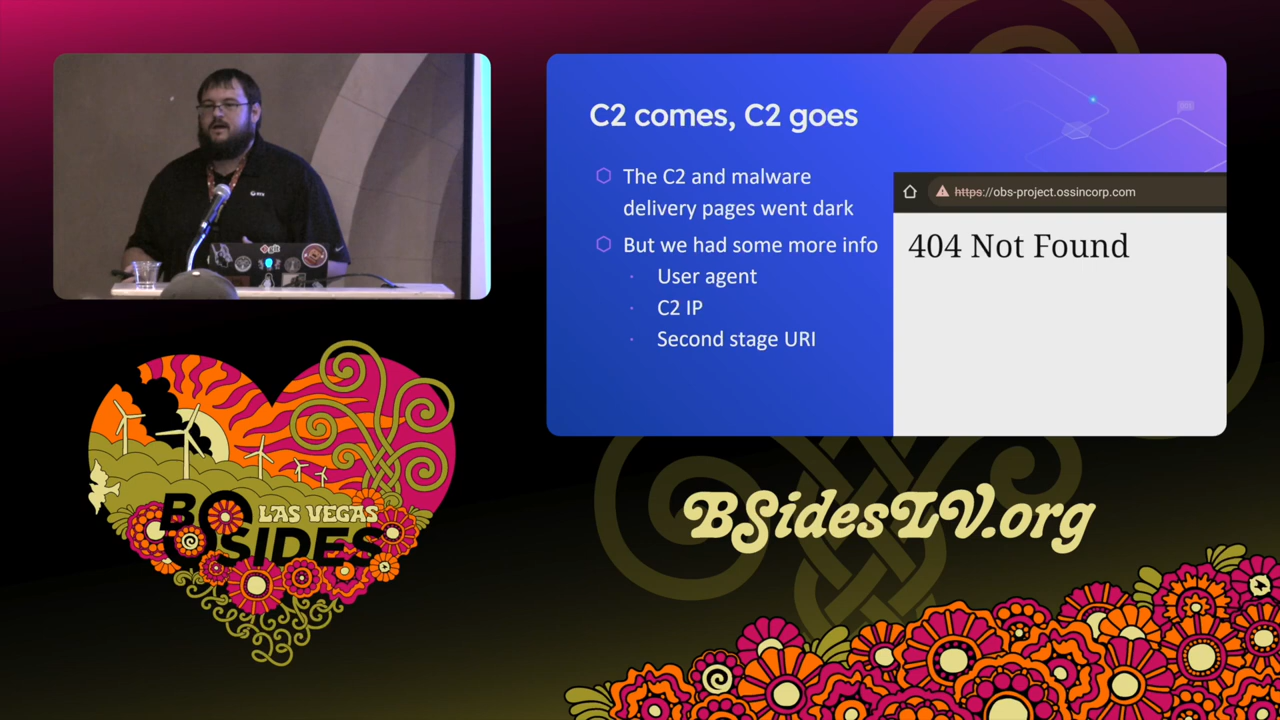 C2 comes, C2 goes
The C2 and malware
delivery pages went dark
But we had some more info
User agent
C2 IP
Second stage URI
https://obs-project.ossincorp.com
404 Not Found
LAS VEGAS
BSIDES
BSidesLV.org